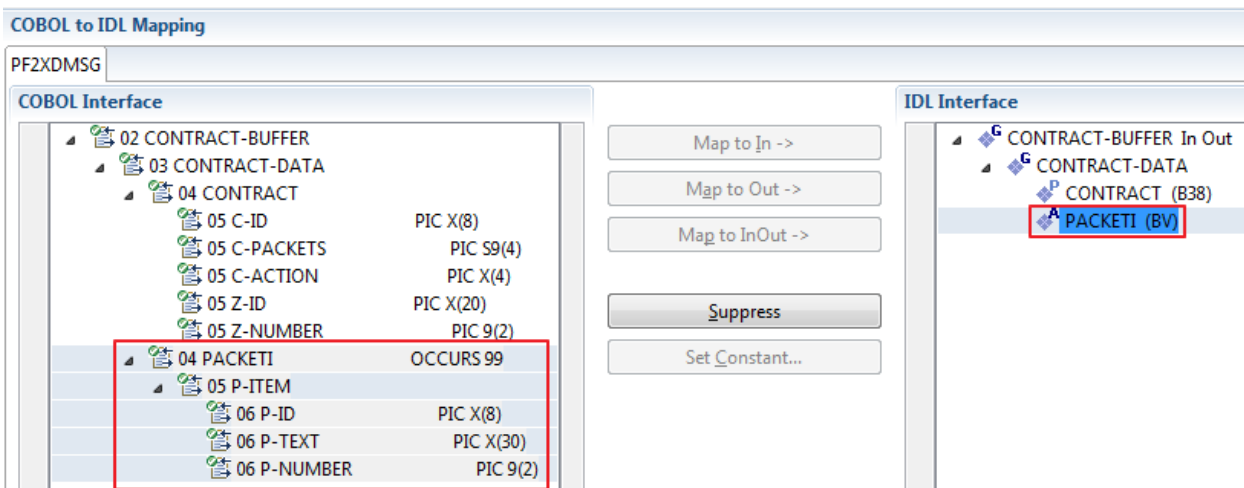 COBOL to IDL Mapping
PF2XDMSG
COBOL Interface
02 CONTRACT-BUFFER
03 CONTRACT-DATA
04 CONTRACT
05 C-ID PIC X(8)
05 C-PACKETS PIC S9(4)
05 C-ACTION PIC X(4)
05 Z-ID PIC X(20)
05 Z-NUMBER PIC 9(2)
04 PACKETI OCCURS 99
05 P-ITEM
06 P-ID PIC X(8)
06 P-TEXT PIC X(30)
06 P-NUMBER PIC 9(2)
Map to In ->
Map to Out ->
Map to InOut ->
Suppress
Set Constant...
IDL Interface
G CONTRACT-BUFFER In Out
G CONTRACT-DATA
P CONTRACT (B38)
A PACKETI (BV)